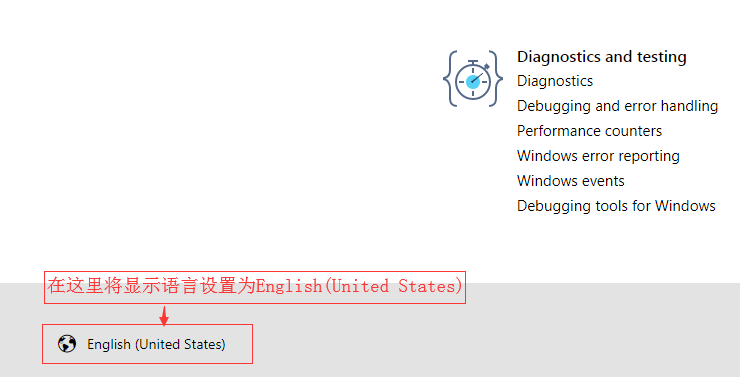 Diagnostics and testing
Diagnostics
Debugging and error handling
Performance counters
Windows error reporting
Windows events
Debugging tools for Windows
在这里将显示语言设置为English(United States)
English (United States)